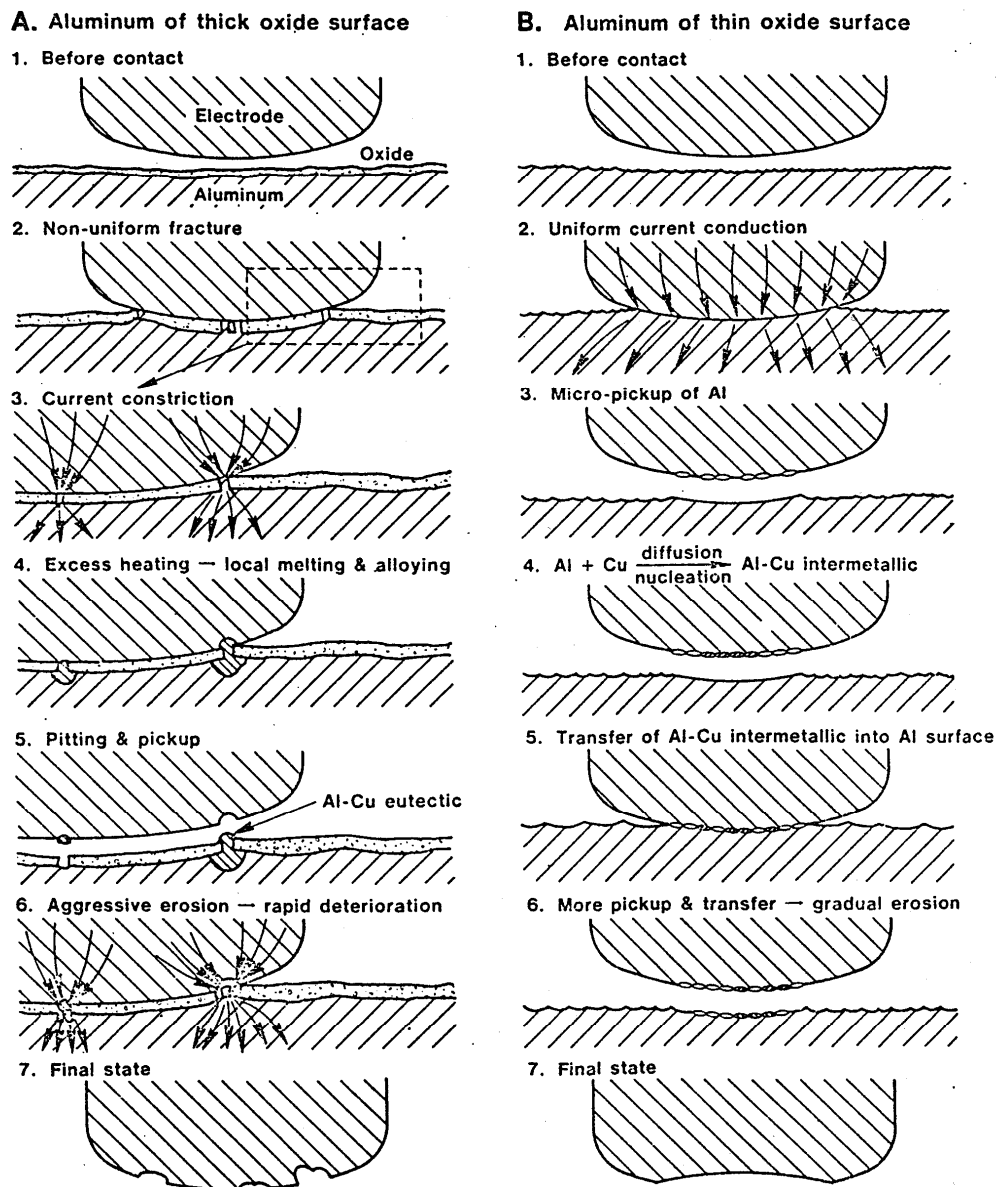 A. Aluminum of thick oxide surface
1. Before contact
Electrode
Oxide
Aluminum
2. Non-uniform fracture
3. Current constriction
4. Excess heating → local melting & alloying
5. Pitting & pickup
Al-Cu eutectic
6. Aggressive erosion → rapid deterioration
7. Final state
B. Aluminum of thin oxide surface
1. Before contact
2. Uniform current conduction
3. Micro-pickup of Al
4. Al + Cu diffusion nucleation → Al-Cu intermetallic
5. Transfer of Al-Cu intermetallic into Al surface
6. More pickup & transfer → gradual erosion
7. Final state